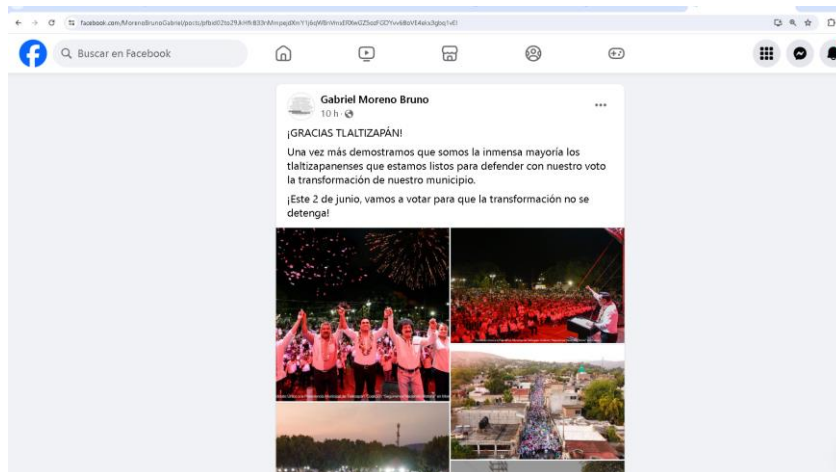 Buscar en Facebook
Gabriel Moreno Bruno
10 h
¡GRACIAS TLALTIZAPÁN!
Una vez más demostramos que somos la inmensa mayoría los
tlaltizapanenses que estamos listos para defender con nuestro voto
la transformación de nuestro municipio.
¡Este 2 de junio, vamos a votar para que la transformación no se
detenga!